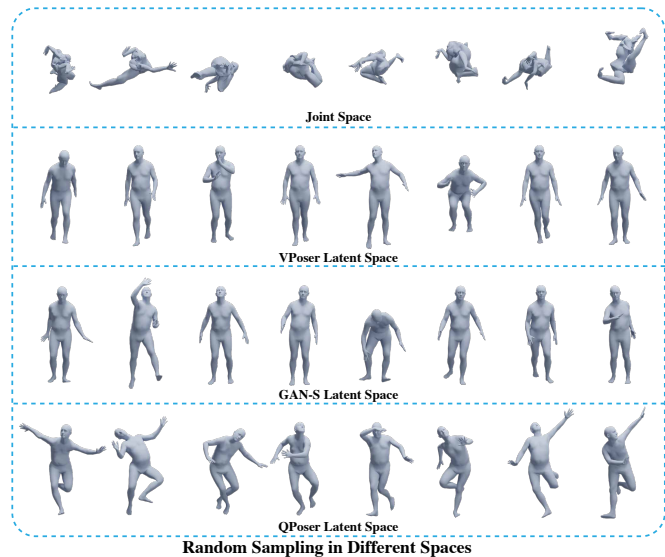 Joint Space
VPoser Latent Space
GAN-S Latent Space
QPoser Latent Space
Random Sampling in Different Spaces